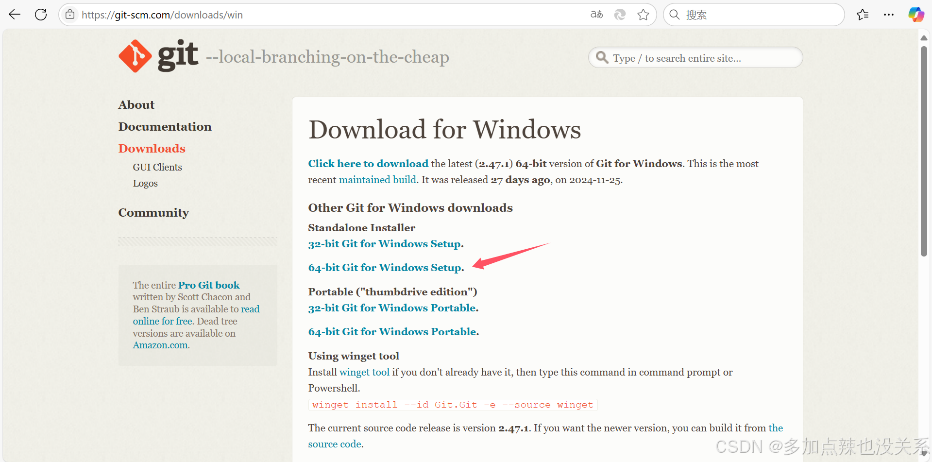 https://git-scm.com/downloads/win
搜索
git --local-branching-on-the-cheap
Type / to search entire site...
About
Documentation
Downloads
GUI Clients
Logos
Community
The entire Pro Git book
written by Scott Chacon and
Ben Straub is available to read
online for free. Dead tree
versions are available on
Amazon.com.
Download for Windows
Click here to download the latest (2.47.1) 64-bit version of Git for Windows. This is the most
recent maintained build. It was released 27 days ago, on 2024-11-25.
Other Git for Windows downloads
Standalone Installer
32-bit Git for Windows Setup.
64-bit Git for Windows Setup.
Portable ("thumbdrive edition")
32-bit Git for Windows Portable.
64-bit Git for Windows Portable.
Using winget tool
Install winget tool if you don't already have it, then type this command in command prompt or
Powershell.
winget install --id Git.Git -e --source winget
The current source code release is version 2.47.1. If you want the newer version, you can build it from the
source code.
CSDN @多加点辣也没关系